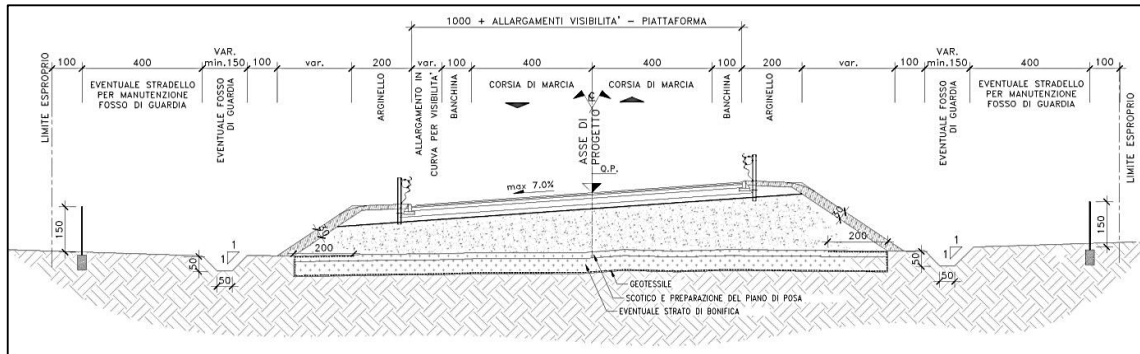 1000 + ALLARGAMENTI VISIBILITA' - PIATTAFORMA
100
400
VAR.
min.150
100
var.
200
var.
100
400
400
100
200
var.
100
VAR.
min.150
400
100
LIMITE ESPROPRIO
EVENTUALE STRADELLO
PER MANUTENZIONE
FOSSO DI GUARDIA
EVENTUALE FOSSO
DI GUARDIA
ARGINELLO
ALLARGAMENTO IN
CURVA PER VISIBILITA'
BANCHINA
CORSIA DI MARCIA
CORSIA DI MARCIA
BANCHINA
ARGINELLO
EVENTUALE FOSSO
DI GUARDIA
EVENTUALE STRADELLO
PER MANUTENZIONE
FOSSO DI GUARDIA
LIMITE ESPROPRIO
ASSE DI
PROGETTO
Q.P.
max 7.0%
150
50
50
1
1
200
200
50
50
1
1
150
GEOTESSILE
SCOTICO E PREPARAZIONE DEL PIANO DI POSA
EVENTUALE STRATO DI BONIFICA